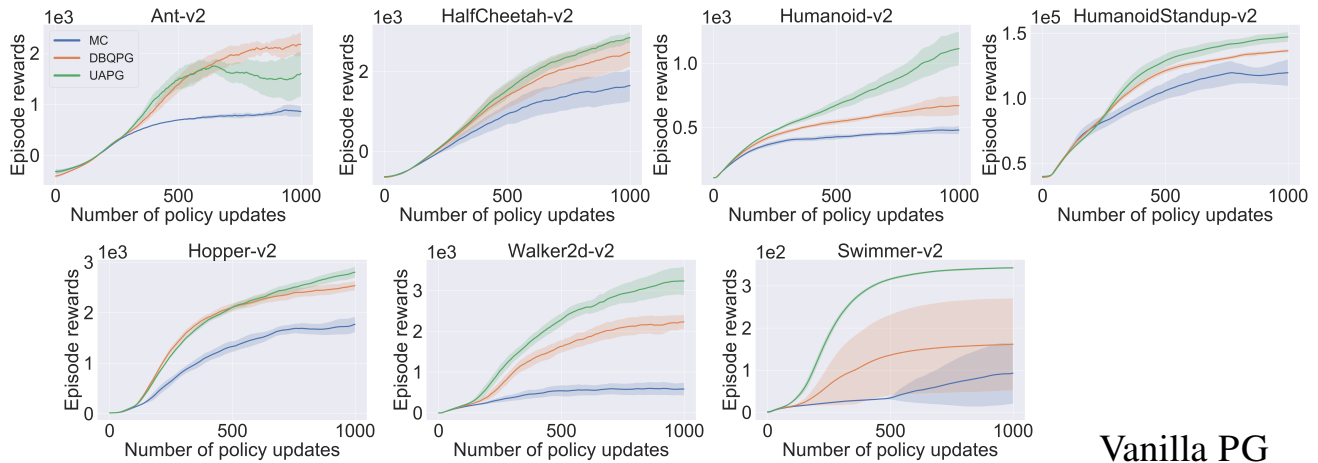 1e3 Ant-v2
Episode rewards
2
1
0
MC
DBQPG
UAPG
0 500 1000
Number of policy updates
1e3 HalfCheetah-v2
Episode rewards
2
0
0 500 1000
Number of policy updates
1e3 Humanoid-v2
Episode rewards
1.0
0.5
0 500 1000
Number of policy updates
1e5 HumanoidStandup-v2
Episode rewards
1.5
1.0
0.5
0 500 1000
Number of policy updates
1e3 Hopper-v2
Episode rewards
3
2
1
0
0 500 1000
Number of policy updates
1e3 Walker2d-v2
Episode rewards
3
2
1
0
0 500 1000
Number of policy updates
1e2 Swimmer-v2
Episode rewards
3
2
1
0
0 500 1000
Number of policy updates
Vanilla PG